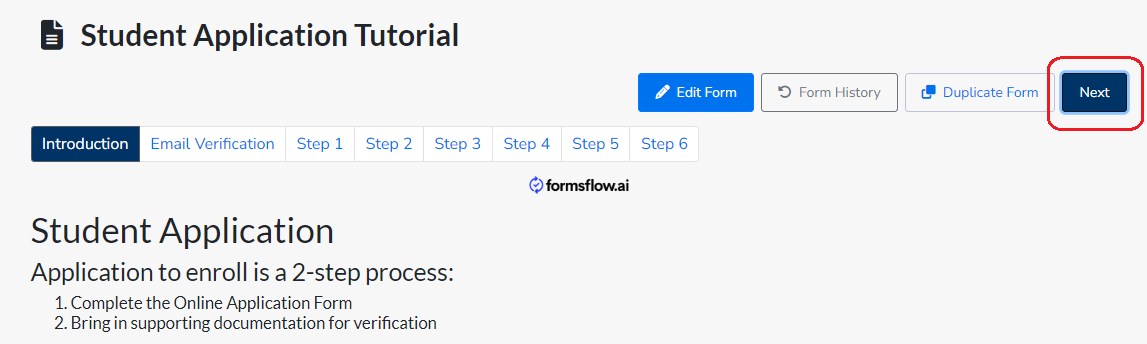 Student Application Tutorial
Edit Form Form History Duplicate Form Next
Introduction Email Verification Step 1 Step 2 Step 3 Step 4 Step 5 Step 6
formsflow.ai
Student Application
Application to enroll is a 2-step process:
1. Complete the Online Application Form
2. Bring in supporting documentation for verification